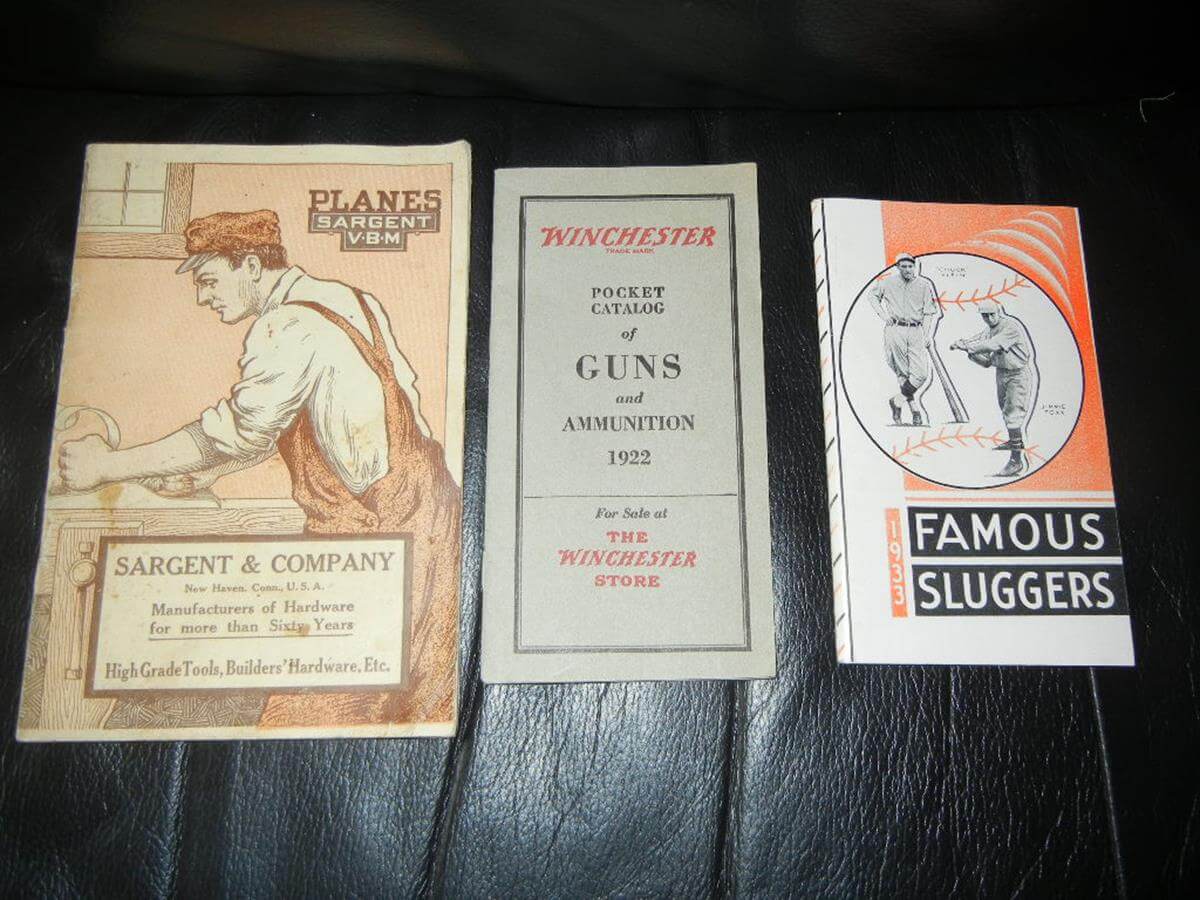 PLANES
SARGENT
V·B·M
SARGENT & COMPANY
New Haven. Conn., U. S. A.
Manufacturers of Hardware
for more than Sixty Years
High Grade Tools, Builders' Hardware, Etc.
WINCHESTER
TRADE MARK
POCKET
CATALOG
of
GUNS
and
AMMUNITION
1922
For Sale at
THE
WINCHESTER
STORE
"CHUCK"
KLEIN
JIMMIE
FOXX
1933
FAMOUS
SLUGGERS